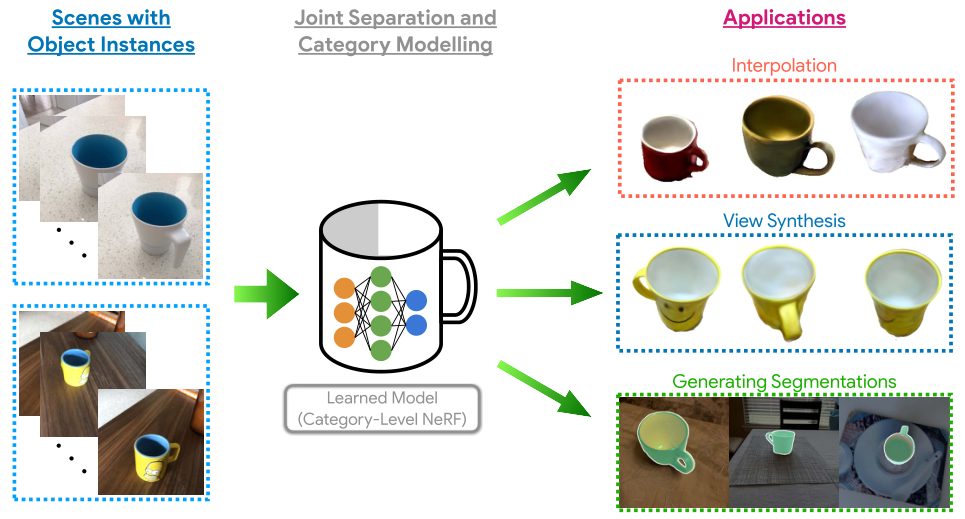 Scenes with
Object Instances
Joint Separation and
Category Modelling
Applications
Interpolation
View Synthesis
Generating Segmentations
Learned Model
(Category-Level NeRF)